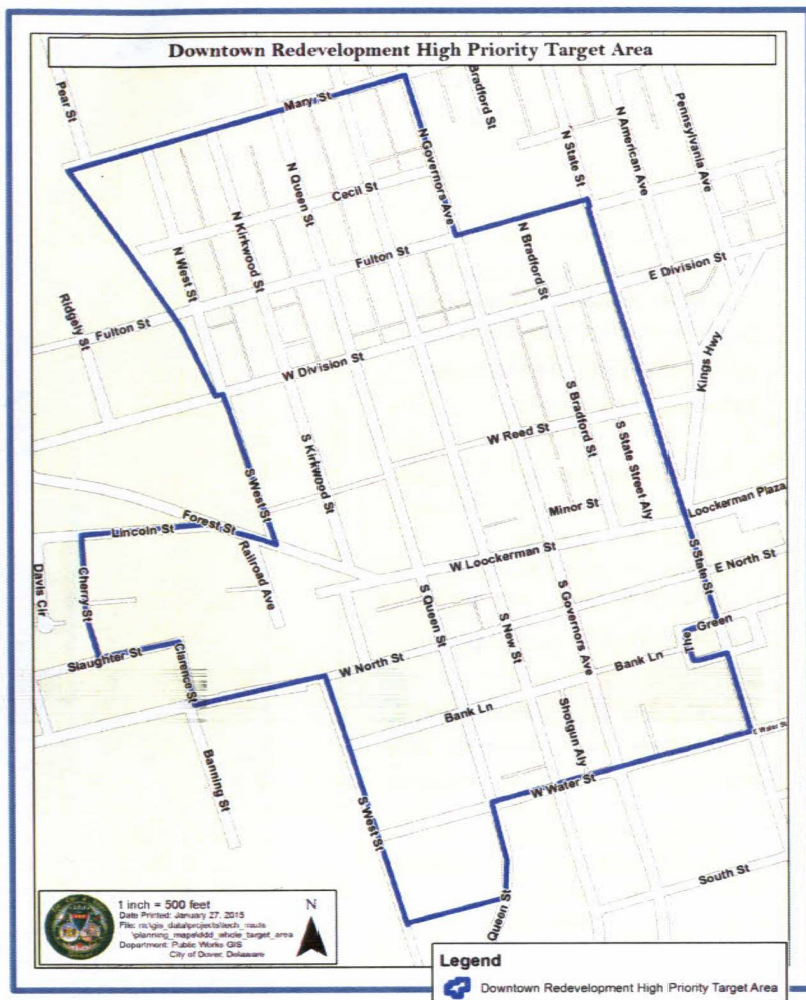 Downtown Redevelopment High Priority Target Area
Pear St
Mary St
Bradford St
N State St
N American Ave
Pennsylvania Ave
N Governors Ave
N Queen St
Cecil St
N Kirkwood St
N West St
Fulton St
N Bradford St
E Division St
Ridgely St
Fulton St
W Division St
Kings Hwy
S Bradford St
S State Street Aly
W Reed St
S Kirkwood St
S West St
Minor St
Loockerman Plaza
Forest St
Lincoln St
W Loockerman St
Railroad Ave
S State St
E North St
Davis Cir
Cherry St
S Queen St
S New St
S Governors Ave
Green
The
Slaughter St
Clarence St
W North St
Bank Ln
Bank Ln
Shotgun Aly
E Water St
Banning St
W Water St
S West St
South St
Queen St
1 inch = 500 feet
Date Printed: January 27, 2015
Department: Public Works GIS
City of Dover, Delaware
N
Legend
Downtown Redevelopment High Priority Target Area